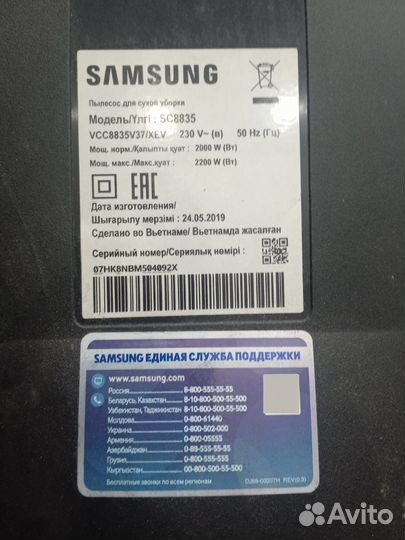 SAMSUNG
Пылесос для сухой уборки
Модель/Үлгі : SC8835
VCC8835V37/XEV 230 V~ (в) 50 Hz (Гц)
Мощ. норм./Қалыпты қуат : 2000 W (Вт)
Мощ. макс./Макс.қуат : 2200 W (Вт)
EAC
Дата изготовления/
Шығарылу мерзімі : 24.05.2019
Сделано во Вьетнаме/ Вьетнамда жасалған
Серийный номер/Сериялық нөмірі :
07HK8NBM504092X
SAMSUNG ЕДИНАЯ СЛУЖБА ПОДДЕРЖКИ
www.samsung.com
Россия 8-800-555-55-55
Беларусь, Казахстан 8-10-800-500-55-500
Узбекистан, Таджикистан 8-10-800-500-55-500
Молдова 0-800-61440
Украина 0-800-502-000
Армения 0-800-05555
Азербайджан 0-88-555-55-55
Грузия 0-800-555-555
Кыргызстан 00-800-500-55-500
Бесплатные звонки по всем регионам
REV(0.3)
Avito